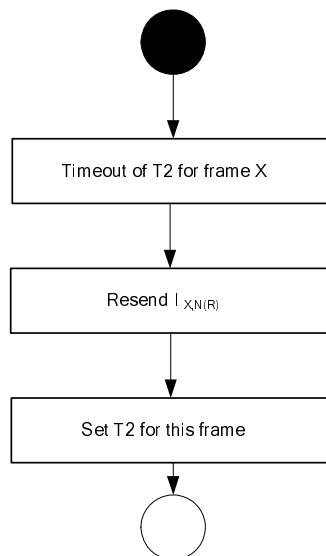 Timeout of T2 for frame X
Resend I X,N(R)
Set T2 for this frame